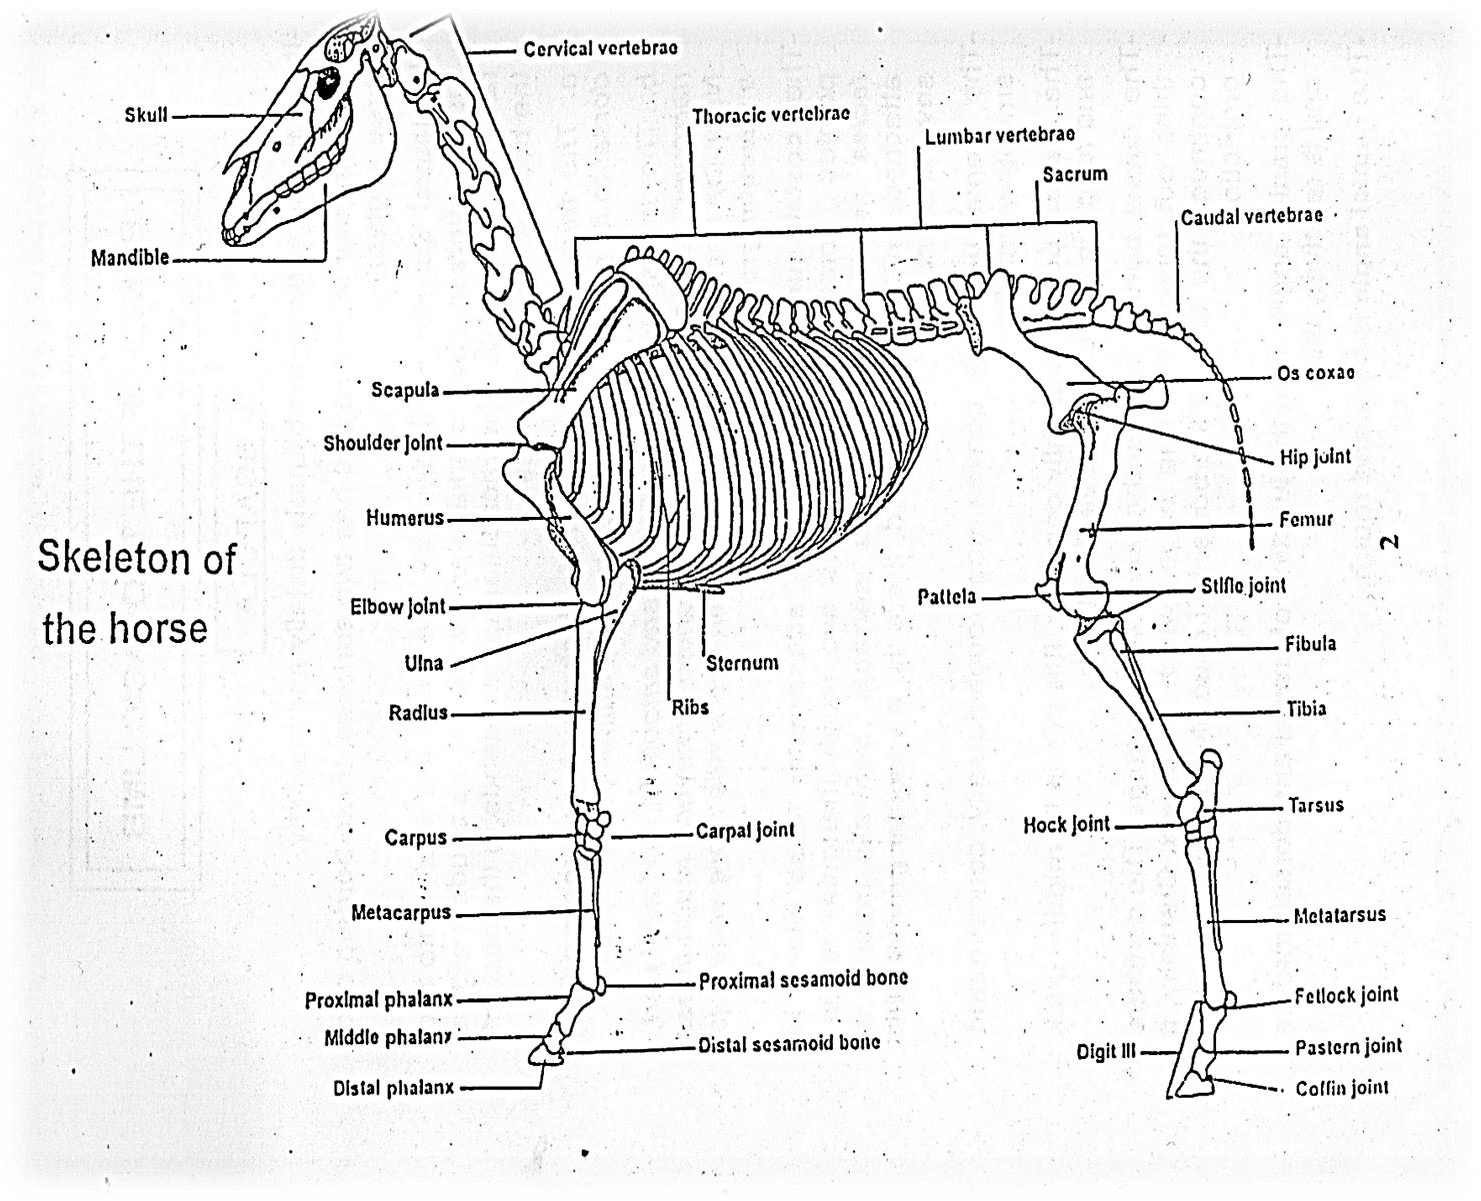 Cervical vertebrae
Skull
Thoracic vertebrae
Lumbar vertebrae
Sacrum
Caudal vertebrae
Mandible
Scapula
Os coxae
Shoulder joint
Hip joint
Humerus
Femur
2
Skeleton of
the horse
Elbow joint
Patlela
Stifle joint
Ulna
Sternum
Fibula
Radius
Ribs
Tibia
Carpus
Carpal joint
Hock joint
Tarsus
Metacarpus
Metatarsus
Proximal phalanx
Proximal sesamoid bone
Fetlock joint
Middle phalanx
Distal sesamoid bone
Digit III
Pastern joint
Distal phalanx
Coffin joint